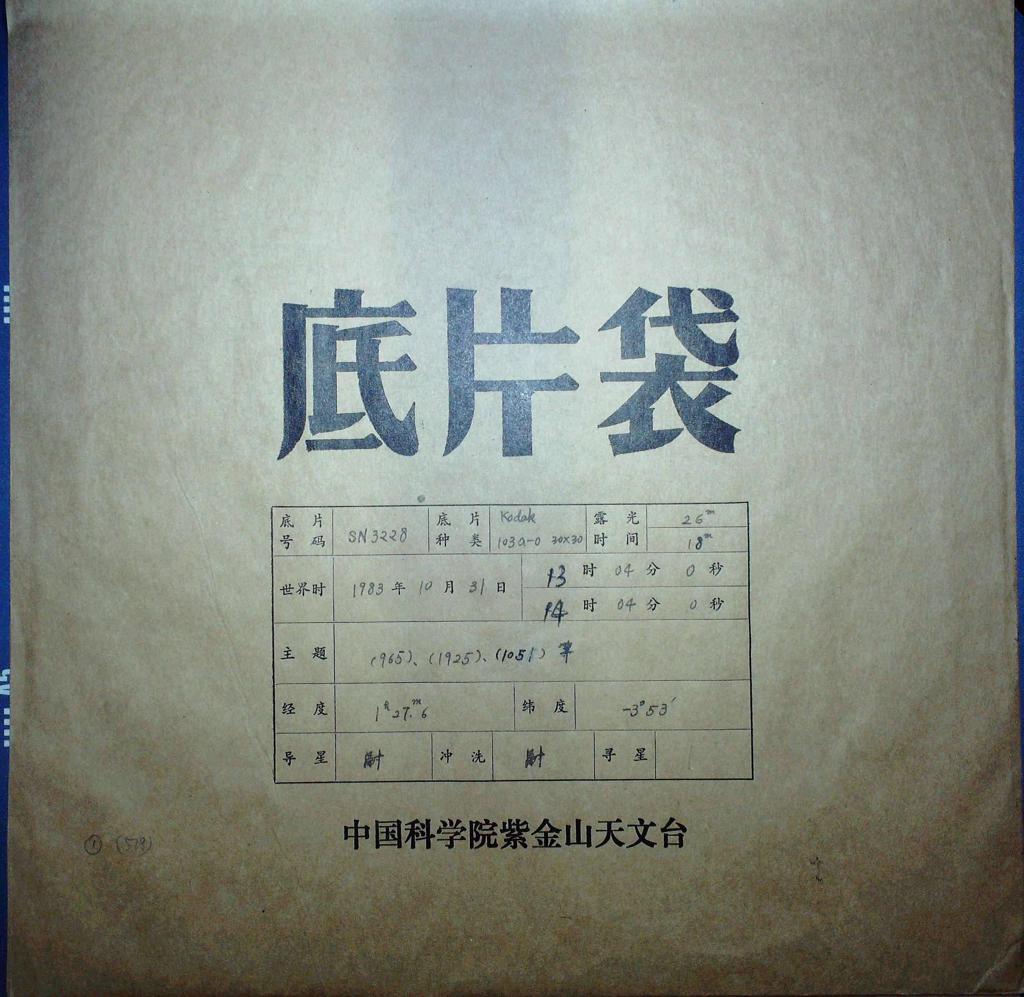 底片袋
底片号码 SN3228 底片种类 Kodak 103a-0 30×30 露光时间 26m 18m
世界时 1983年10月31日 13时04分0秒
14时04分0秒
主题 (965)、(1925)、(1051)等
经度 1h27m.6 纬度 -3°53′
导星 冲洗 寻星
中国科学院紫金山天文台
① (579)